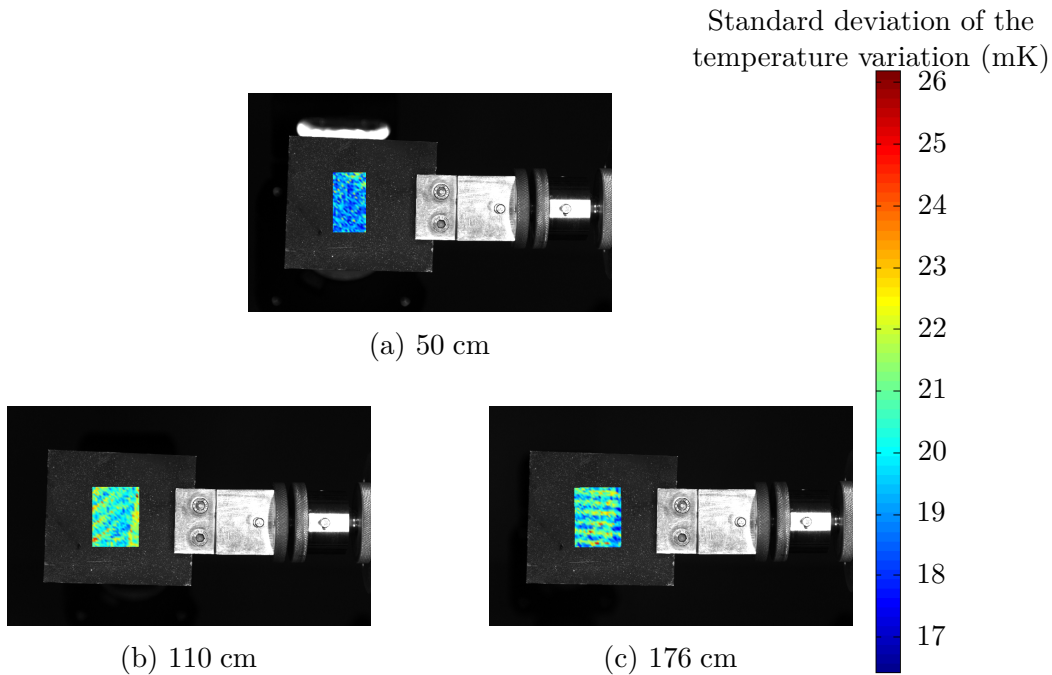 Standard deviation of the
temperature variation (mK)
26
25
24
23
22
21
20
19
18
17
(a) 50 cm
(b) 110 cm
(c) 176 cm